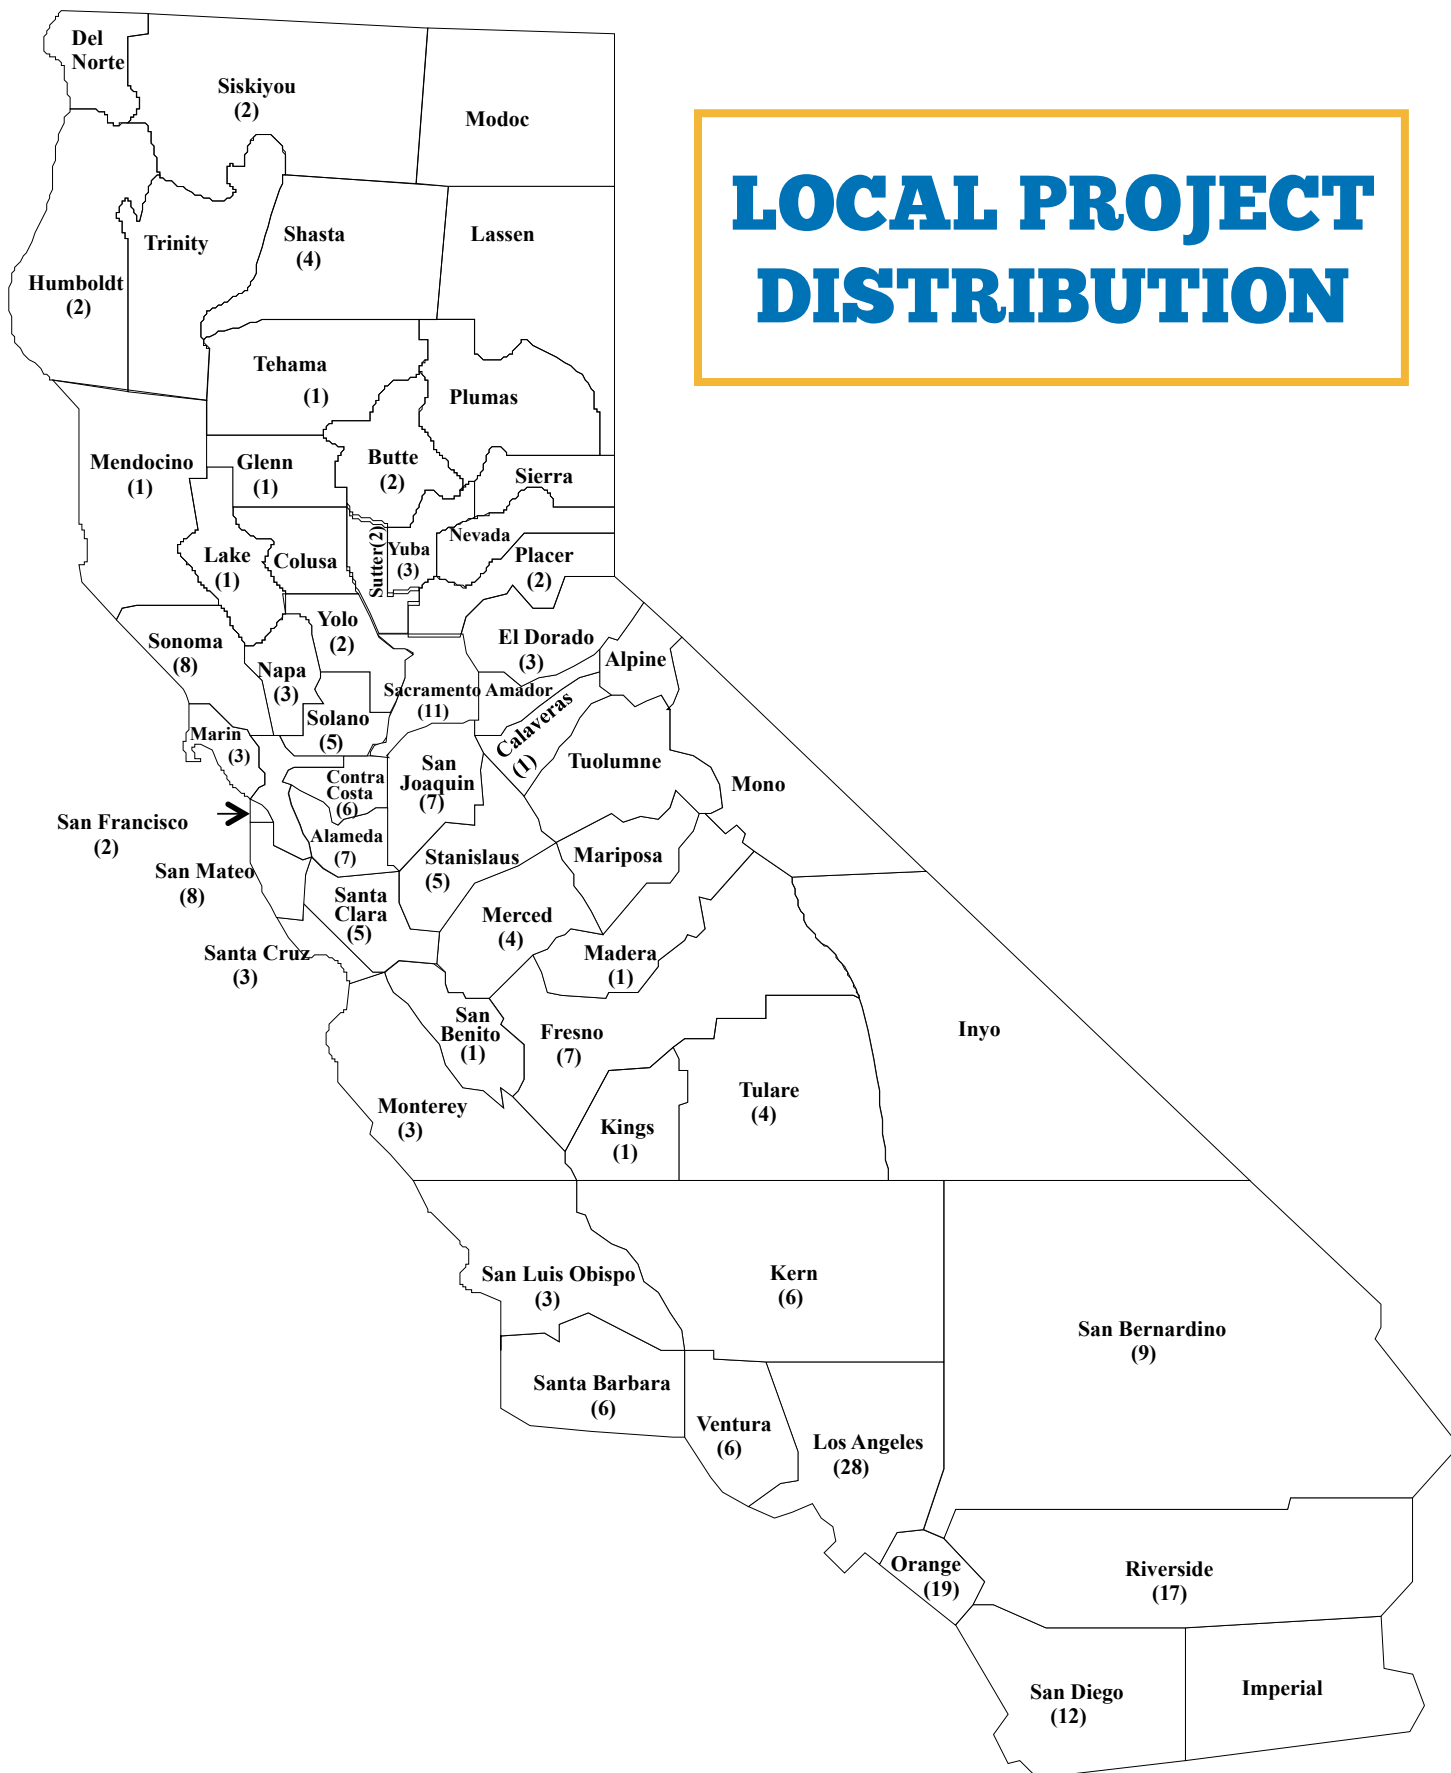 LOCAL PROJECT
DISTRIBUTION
Del
Norte
Siskiyou
(2)
Modoc
Humboldt
(2)
Trinity
Shasta
(4)
Lassen
Tehama
(1)
Plumas
Mendocino
(1)
Glenn
(1)
Butte
(2)
Sierra
Lake
(1)
Colusa
Sutter(2)
Yuba
(3)
Nevada
Placer
(2)
Sonoma
(8)
Napa
(3)
Yolo
(2)
El Dorado
(3)
Alpine
Sacramento
(11)
Amador
Solano
(5)
Marin
(3)
Calaveras
(1)
Contra
Costa
(6)
San
Joaquin
(7)
Tuolumne
Mono
San Francisco
(2)
Alameda
(7)
San Mateo
(8)
Stanislaus
(5)
Mariposa
Santa
Clara
(5)
Merced
(4)
Santa Cruz
(3)
Madera
(1)
San
Benito
(1)
Fresno
(7)
Inyo
Monterey
(3)
Kings
(1)
Tulare
(4)
San Luis Obispo
(3)
Kern
(6)
San Bernardino
(9)
Santa Barbara
(6)
Ventura
(6)
Los Angeles
(28)
Orange
(19)
Riverside
(17)
San Diego
(12)
Imperial